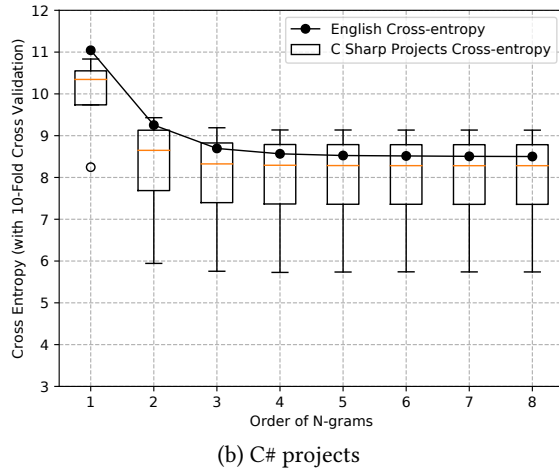 English Cross-entropy
C Sharp Projects Cross-entropy
Cross Entropy (with 10-Fold Cross Validation)
12
11
10
9
8
7
6
5
4
3
1 2 3 4 5 6 7 8
Order of N-grams
(b) C# projects